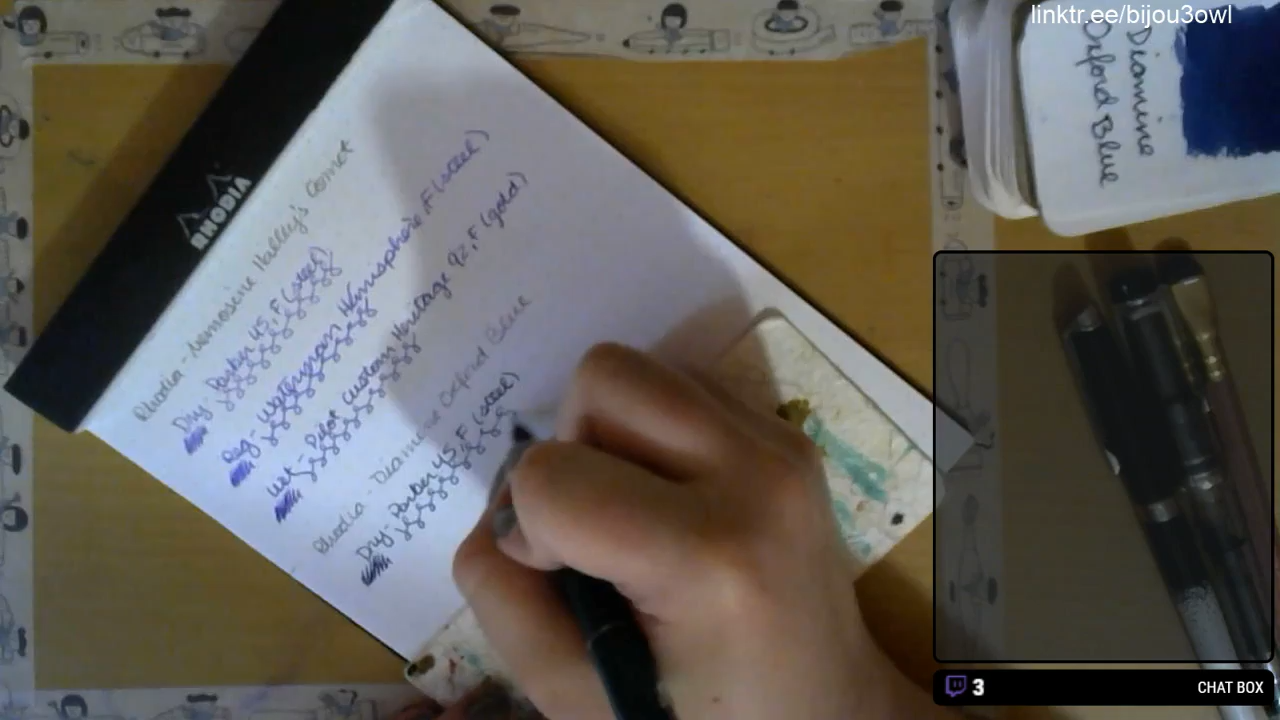 linktr.ee/bijou3owl
Diamine
Oxford Blue
RHODIA
Rhodia - Nemosine Halley's Comet
Dry - Parker 45, F (steel)
Reg - Waterman Hemisphere, F (steel)
Wet - Pilot Custom Heritage 92, F (gold)
Rhodia - Diamine Oxford Blue
Dry - Parker 45, F (steel)
3
CHAT BOX